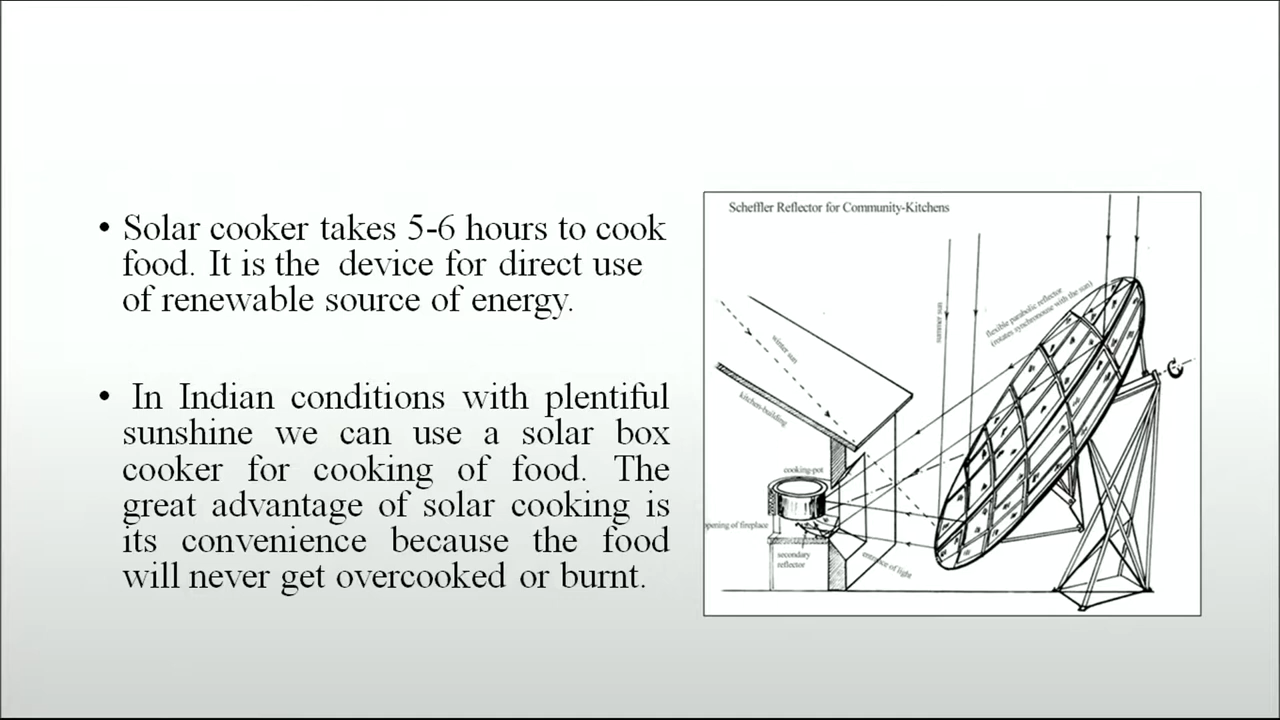 • Solar cooker takes 5-6 hours to cook
food. It is the device for direct use
of renewable source of energy.
• In Indian conditions with plentiful
sunshine we can use a solar box
cooker for cooking of food. The
great advantage of solar cooking is
its convenience because the food
will never get overcooked or burnt.
Scheffler Reflector for Community-Kitchens
flexible parabolic reflector
(rotates synchronouse with the sun)
summer sun
winter sun
kitchen-building
cooking-pot
opening of fireplace
secondary
reflector
entrance of light